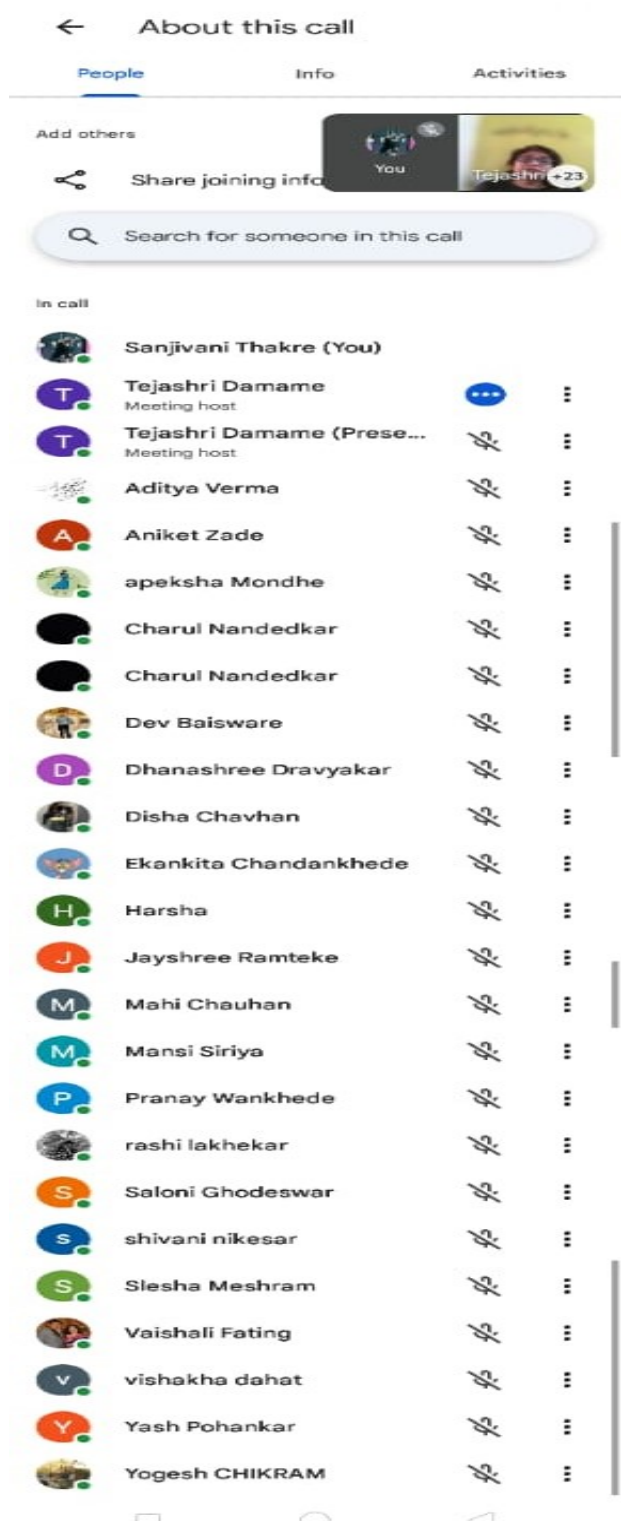 About this call
People Info Activities
Add others
You
Tejashri +23
Share joining info
Search for someone in this call
In call
Sanjivani Thakre (You)
T
Tejashri Damame
Meeting host
T
Tejashri Damame (Prese...
Meeting host
Aditya Verma
A
Aniket Zade
apeksha Mondhe
Charul Nandedkar
Charul Nandedkar
Dev Baisware
D
Dhanashree Dravyakar
Disha Chavhan
Ekankita Chandankhede
H
Harsha
J
Jayshree Ramteke
M
Mahi Chauhan
M
Mansi Siriya
P
Pranay Wankhede
rashi lakhekar
S
Saloni Ghodeswar
s
shivani nikesar
S
Slesha Meshram
Vaishali Fating
v
vishakha dahat
Y
Yash Pohankar
Yogesh CHIKRAM